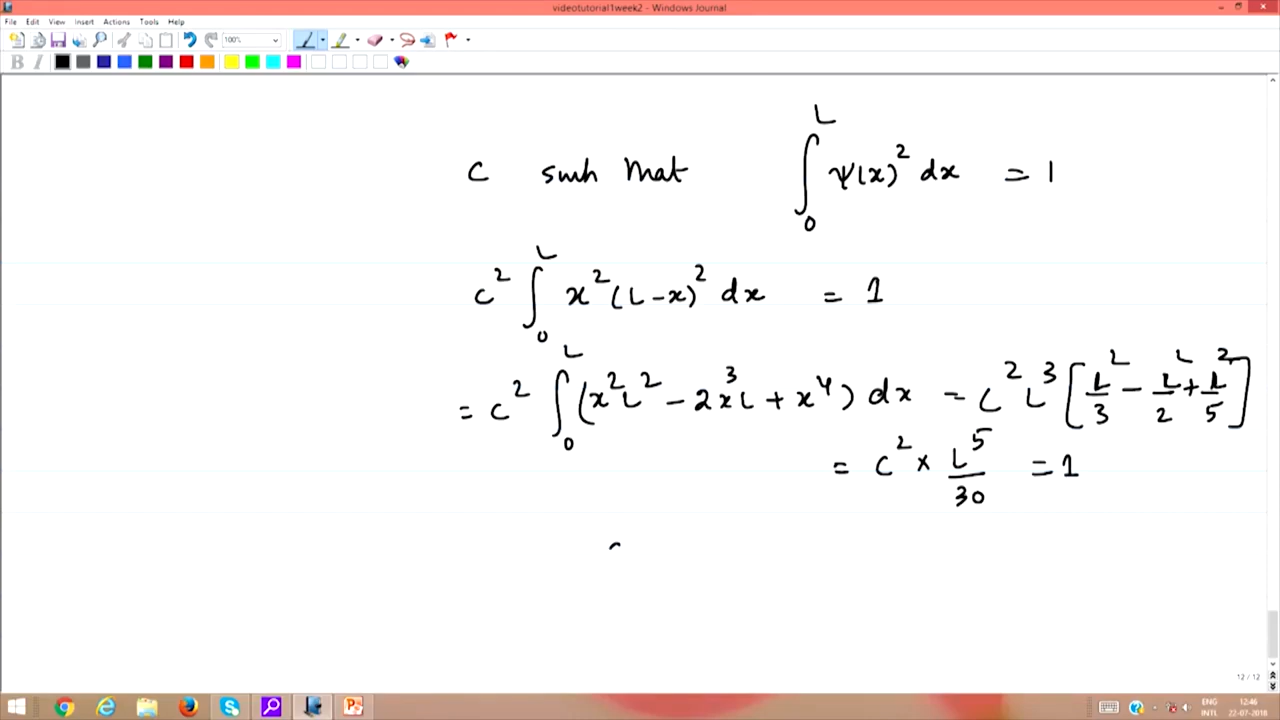 videotutorial1week2 - Windows Journal
File Edit View Insert Actions Tools Help
100%
B I
C such that ∫₀ᴸ ψ(x)² dx = 1
C² ∫₀ᴸ x² (L-x)² dx = 1
= C² ∫₀ᴸ (x²L² - 2x³L + x⁴) dx = C² L³ [L²/3 - L²/2 + L²/5]
= C² × L⁵/30 = 1
12 / 12
ENG 12:46
INTL 22-07-2016